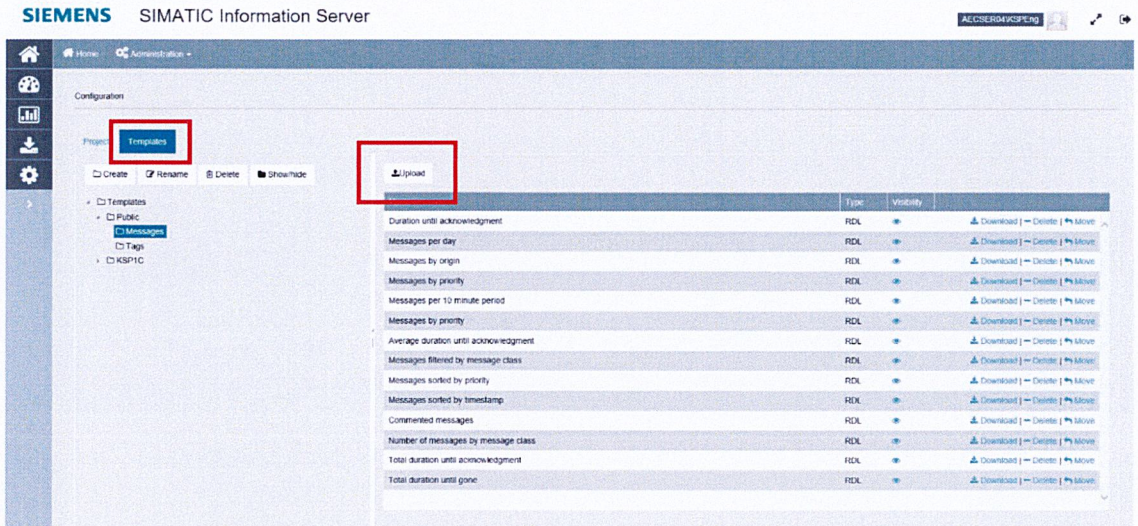 SIEMENS SIMATIC Information Server
AECSER04\KSPEng
Home Administration
Configuration
Project Templates
Create Rename Delete Show/hide
Upload
Templates
Public
Messages
Tags
KSP1C
Type Visibility
Duration until acknowledgment RDL Download | Delete | Move
Messages per day RDL Download | Delete | Move
Messages by origin RDL Download | Delete | Move
Messages by priority RDL Download | Delete | Move
Messages per 10 minute period RDL Download | Delete | Move
Messages by priority RDL Download | Delete | Move
Average duration until acknowledgment RDL Download | Delete | Move
Messages filtered by message class RDL Download | Delete | Move
Messages sorted by priority RDL Download | Delete | Move
Messages sorted by timestamp RDL Download | Delete | Move
Commented messages RDL Download | Delete | Move
Number of messages by message class RDL Download | Delete | Move
Total duration until acknowledgment RDL Download | Delete | Move
Total duration until gone RDL Download | Delete | Move